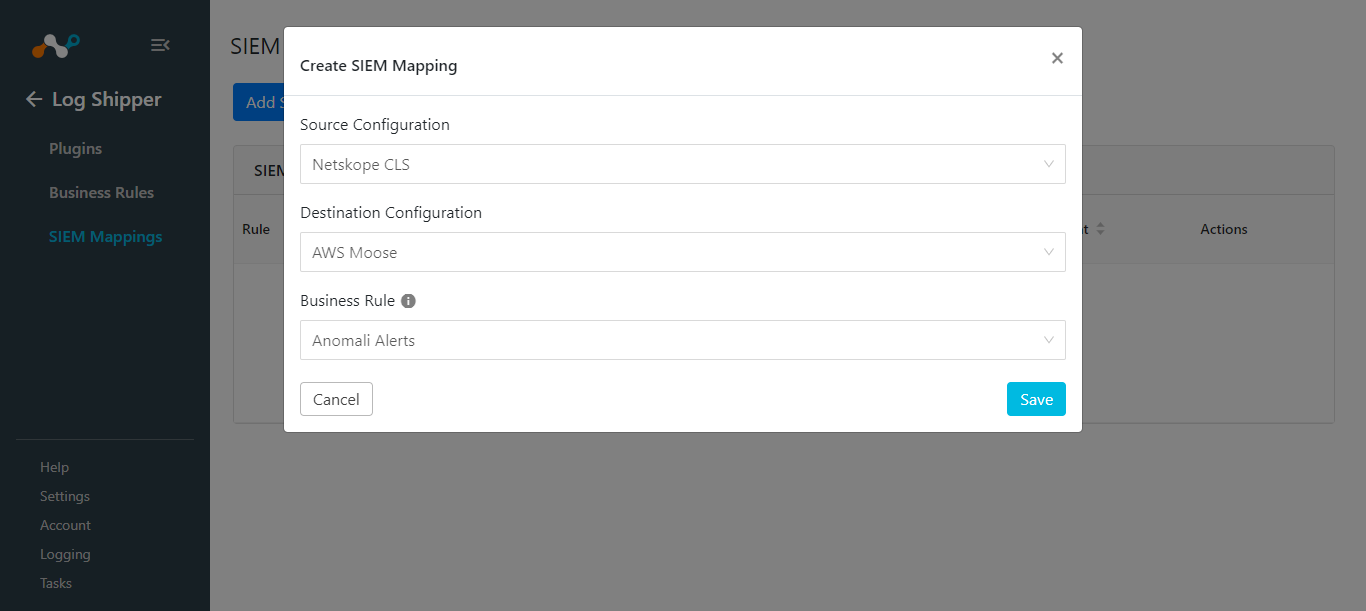 Log Shipper
Plugins
Business Rules
SIEM Mappings
Help
Settings
Account
Logging
Tasks
SIEM
Add
SIEM
Rule
Actions
Create SIEM Mapping
Source Configuration
Netskope CLS
Destination Configuration
AWS Moose
Business Rule
Anomali Alerts
Cancel
Save